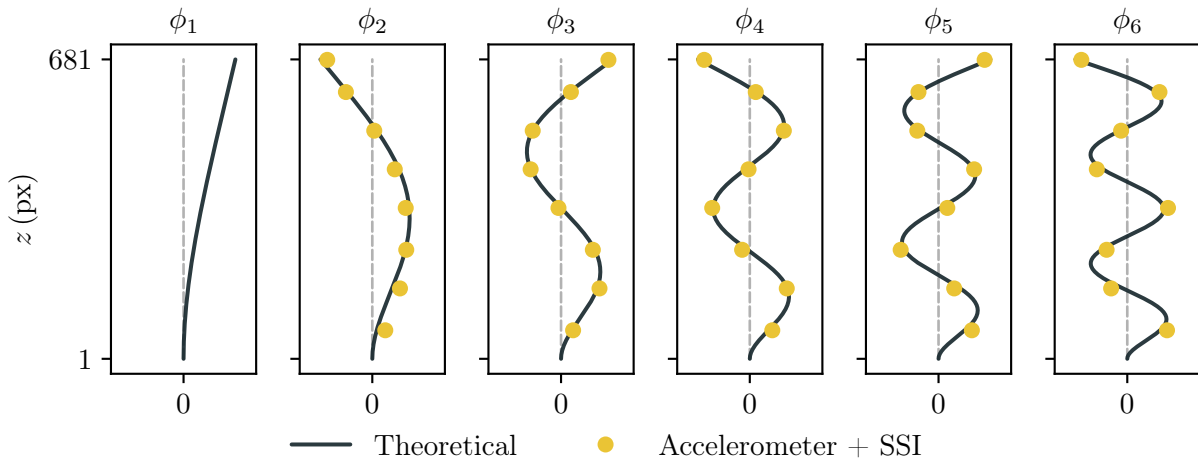 ϕ₁ ϕ₂ ϕ₃ ϕ₄ ϕ₅ ϕ₆
681
z (px)
1
0 0 0 0 0 0
Theoretical Accelerometer + SSI